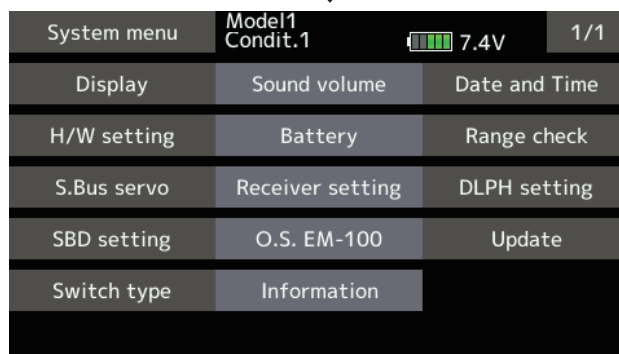 System menu
Model1
Condit.1
7.4V
1/1
Display
Sound volume
Date and Time
H/W setting
Battery
Range check
S.Bus servo
Receiver setting
DLPH setting
SBD setting
O.S. EM-100
Update
Switch type
Information